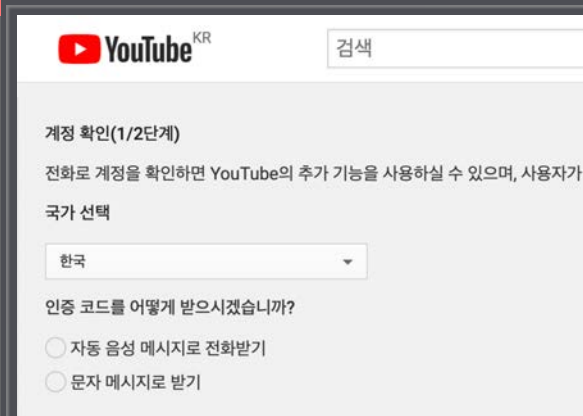 YouTube KR
검색
계정 확인(1/2단계)
전화로 계정을 확인하면 YouTube의 추가 기능을 사용하실 수 있으며, 사용자가
국가 선택
한국
인증 코드를 어떻게 받으시겠습니까?
자동 음성 메시지로 전화받기
문자 메시지로 받기